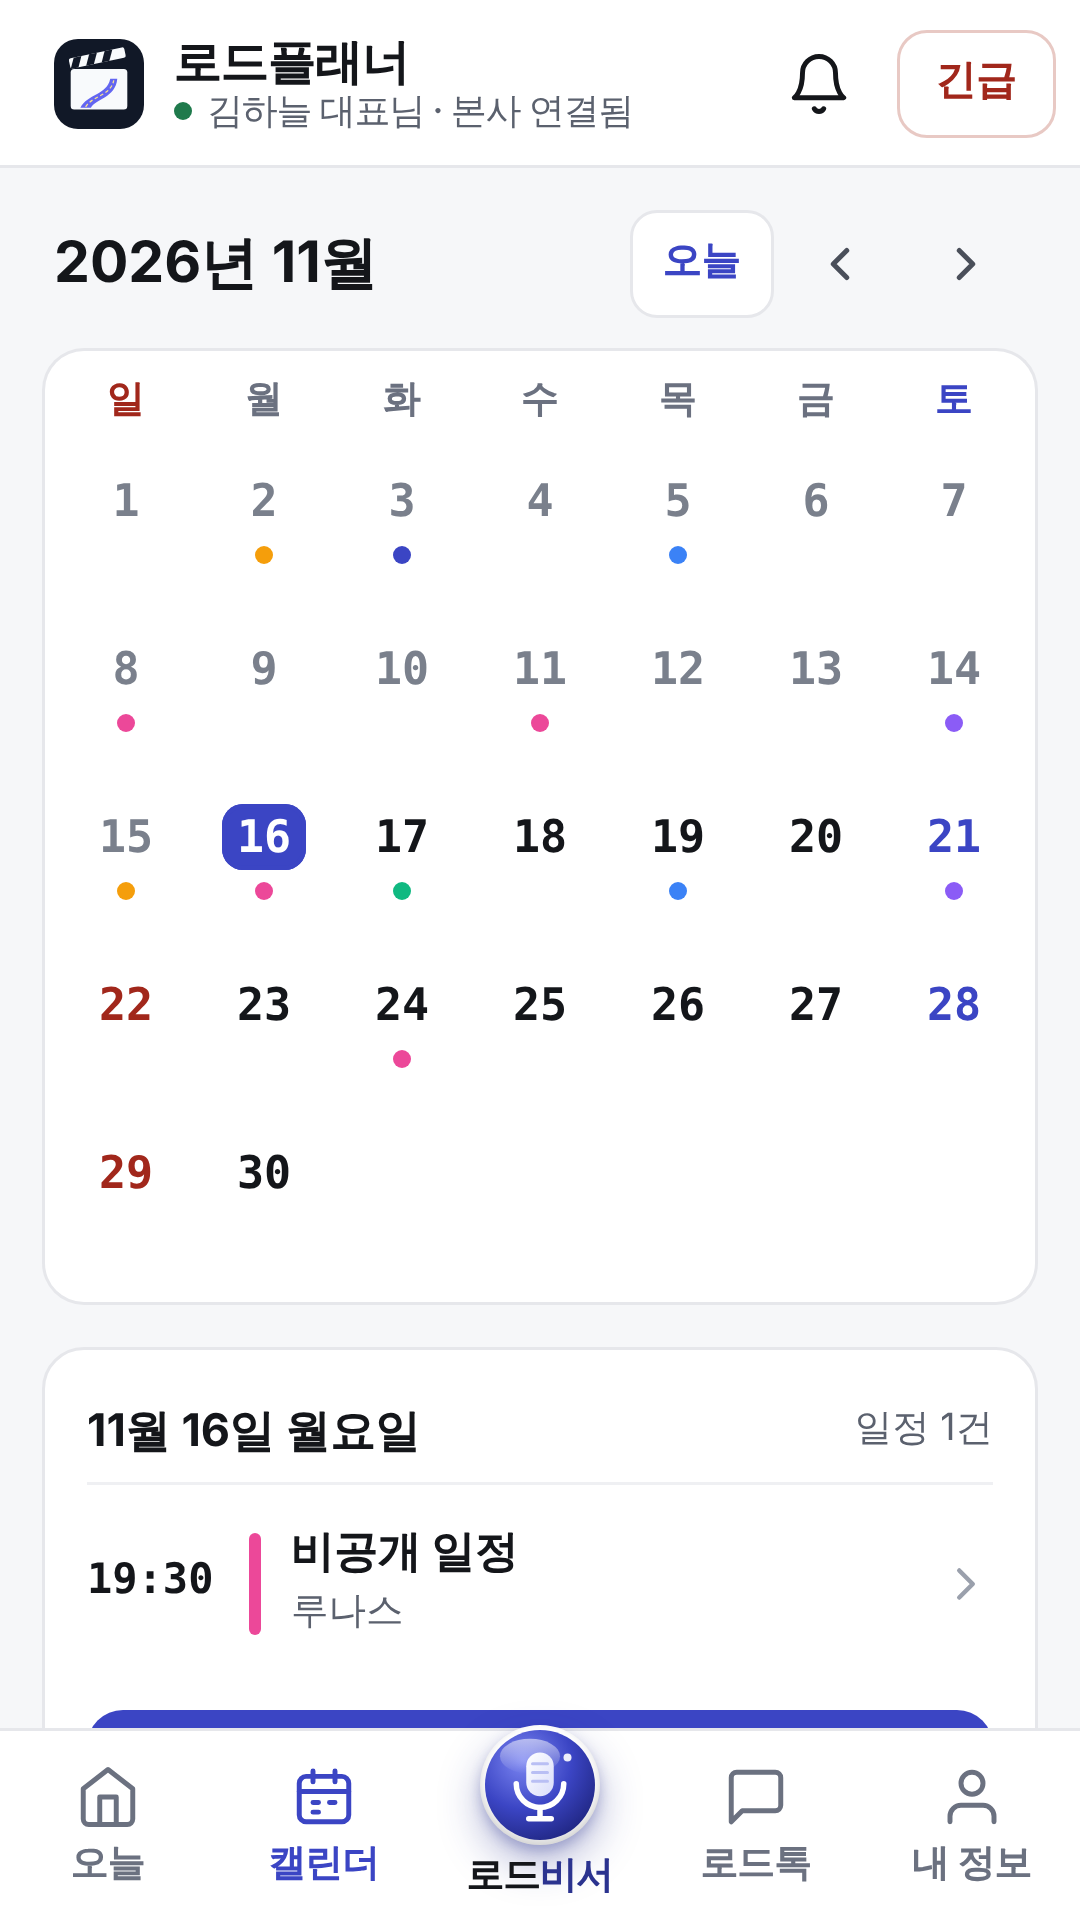 로드플래너
김하늘 대표님 · 본사 연결됨
긴급
2026년 11월
오늘
일 월 화 수 목 금 토
1 2 3 4 5 6 7
8 9 10 11 12 13 14
15 16 17 18 19 20 21
22 23 24 25 26 27 28
29 30
11월 16일 월요일
일정 1건
19:30
비공개 일정
루나스
오늘
캘린더
로드비서
로드톡
내 정보